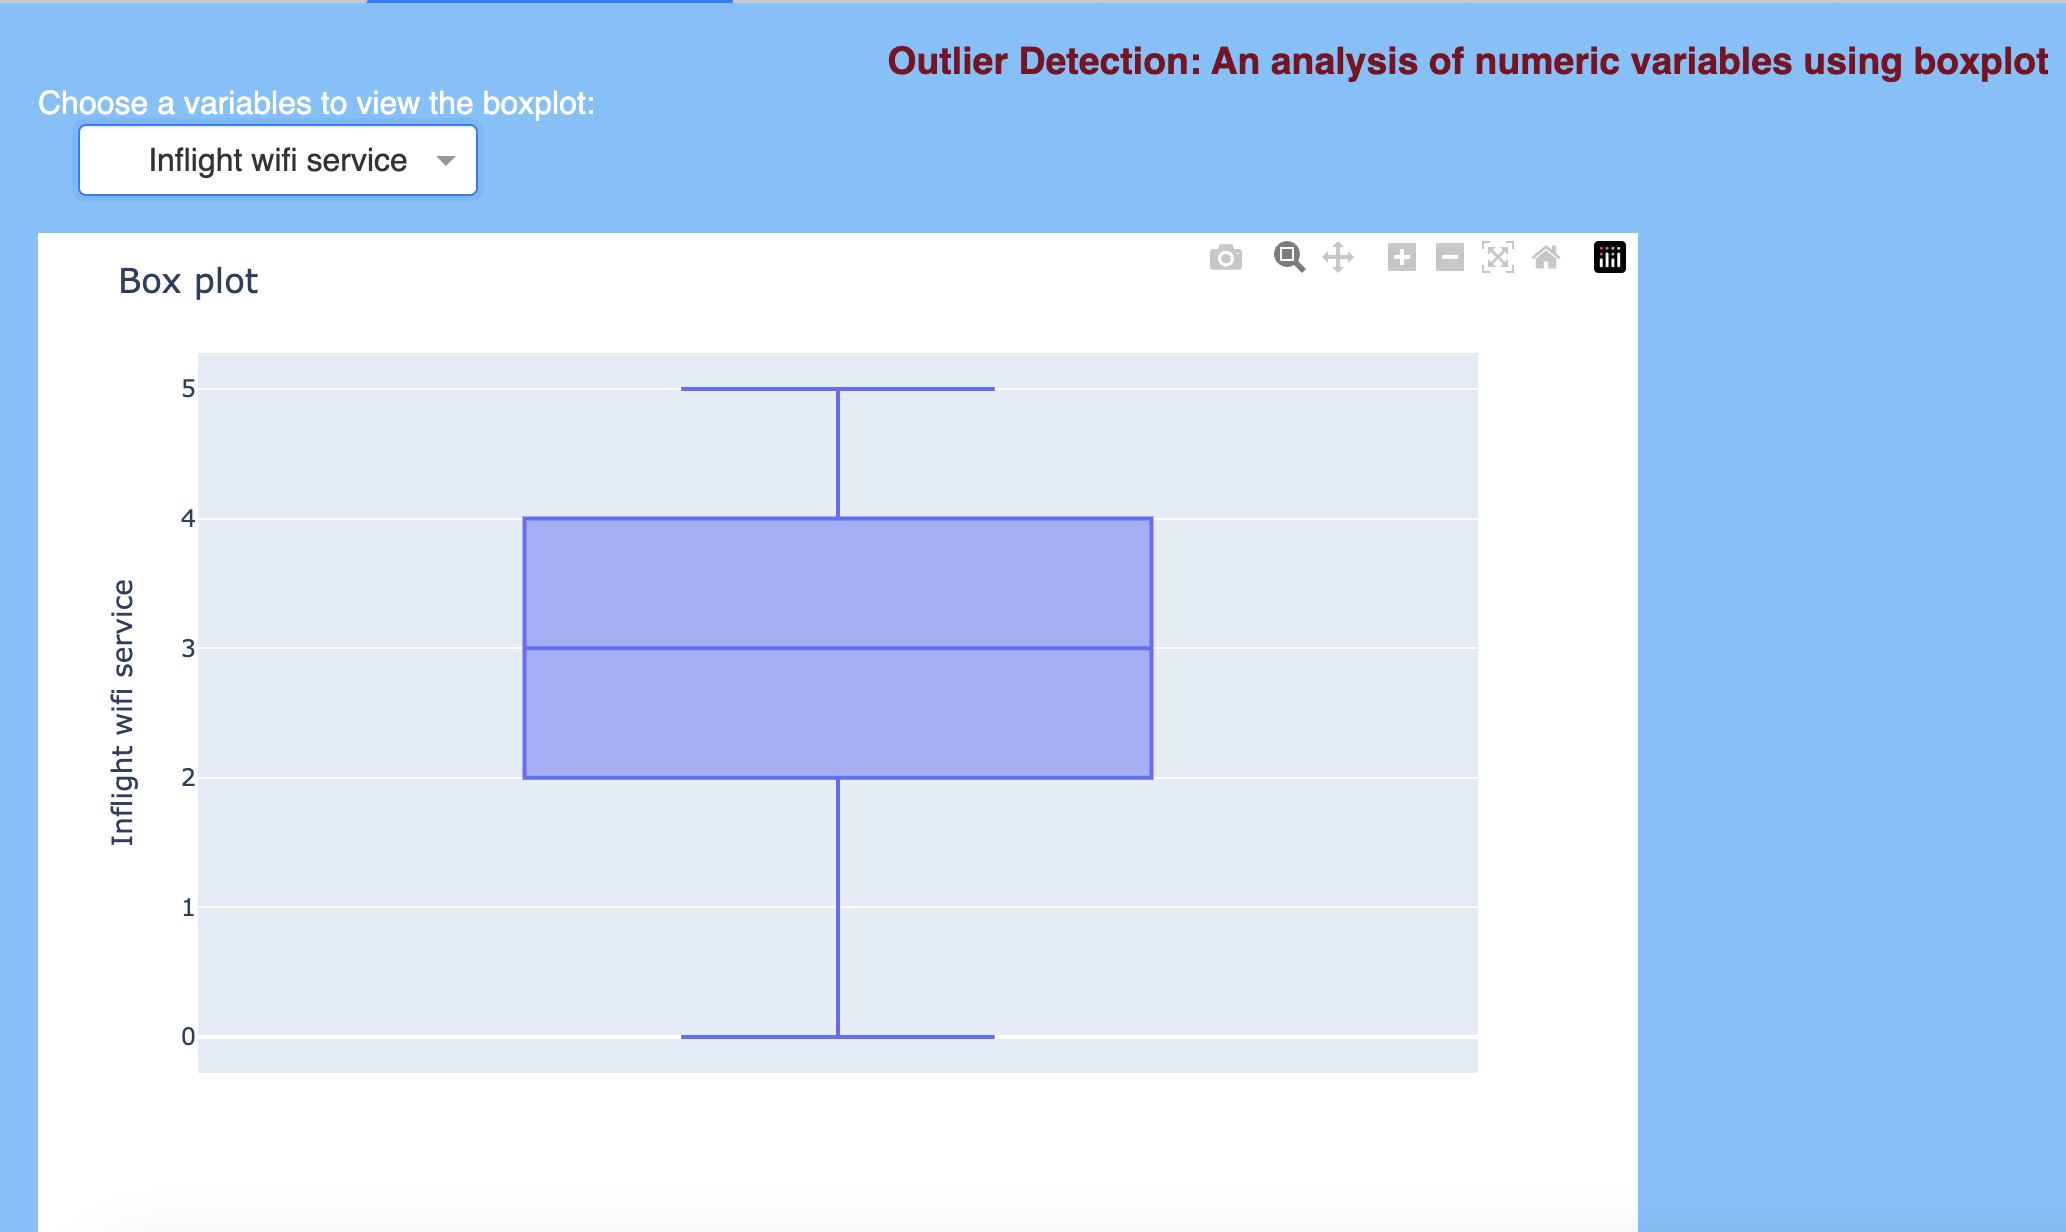 Outlier Detection: An analysis of numeric variables using boxplot
Choose a variables to view the boxplot:
Inflight wifi service
Box plot
5
4
3
2
1
0
Inflight wifi service